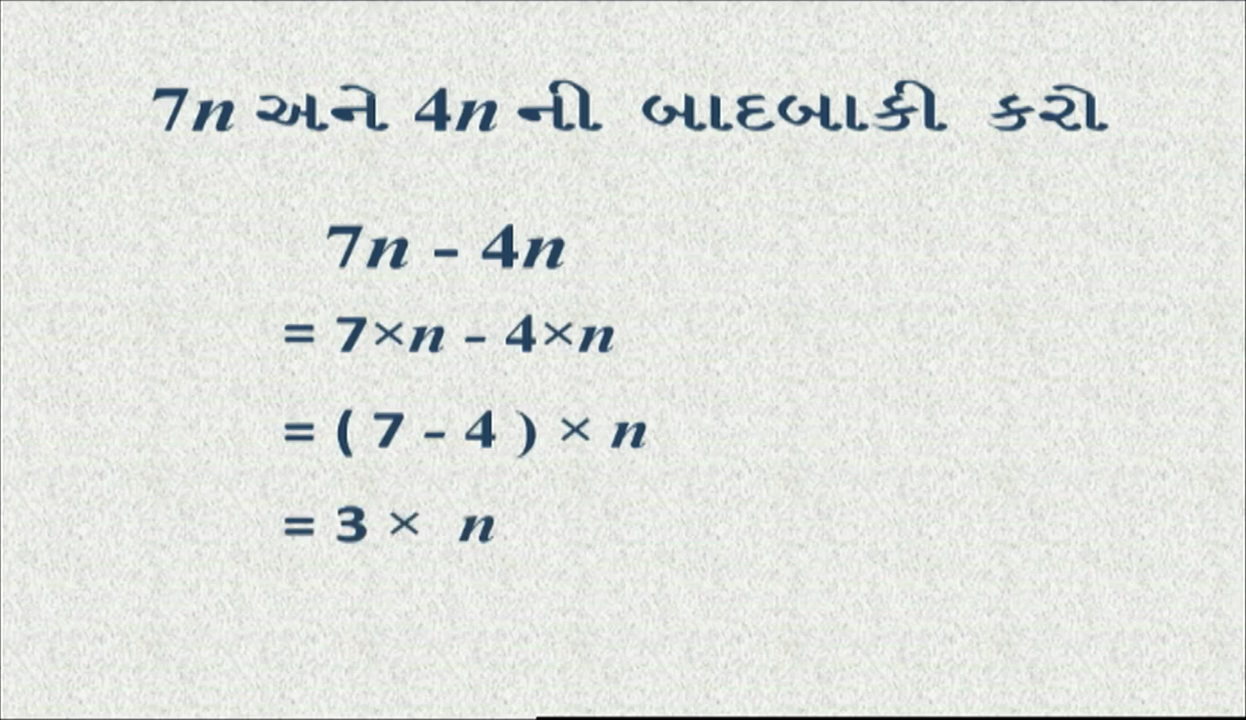 7n અને 4n ની બાદબાકી કરો
7n - 4n
= 7×n - 4×n
= ( 7 - 4 ) × n
= 3 × n